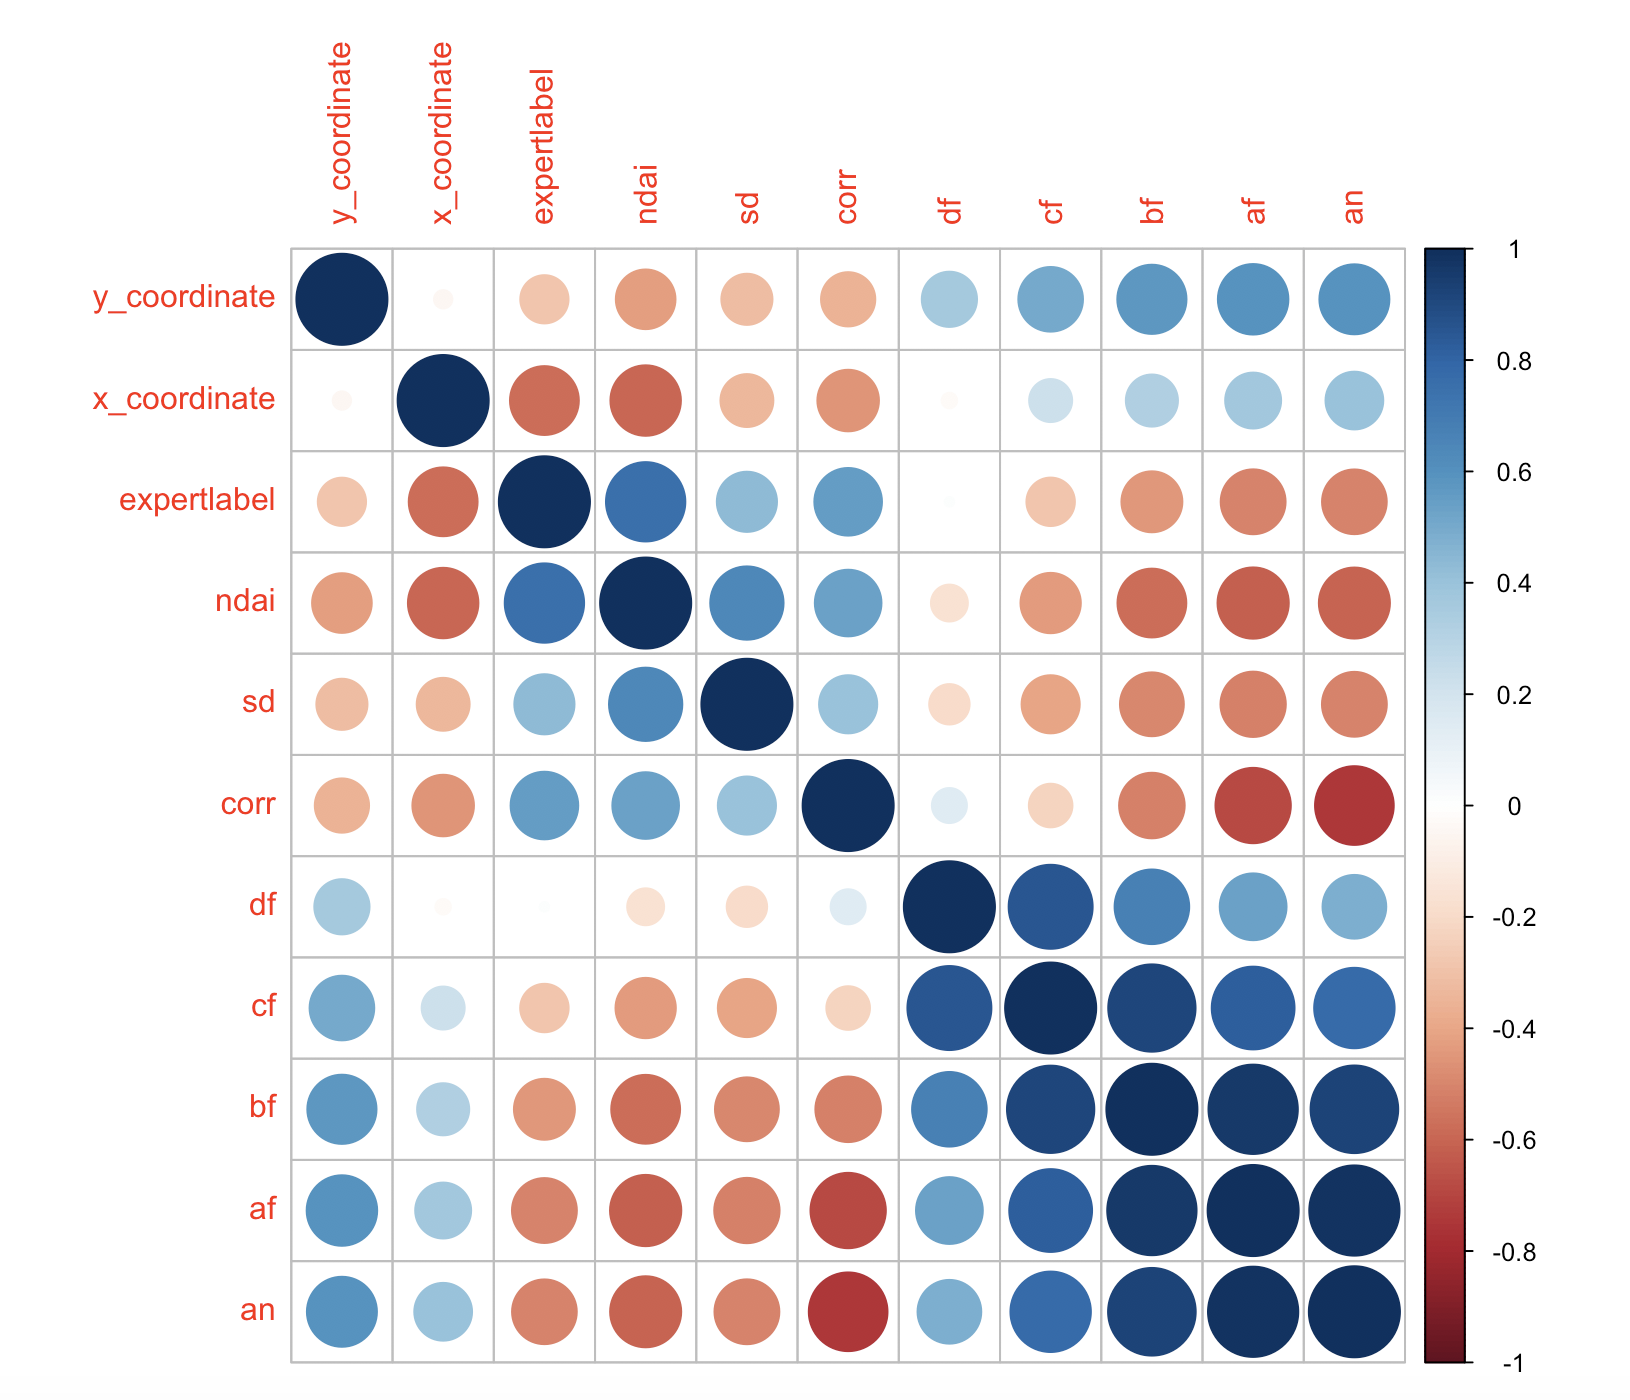 y_coordinate
x_coordinate
expertlabel
ndai
sd
corr
df
cf
bf
af
an
y_coordinate
x_coordinate
expertlabel
ndai
sd
corr
df
cf
bf
af
an
1
0.8
0.6
0.4
0.2
0
-0.2
-0.4
-0.6
-0.8
-1